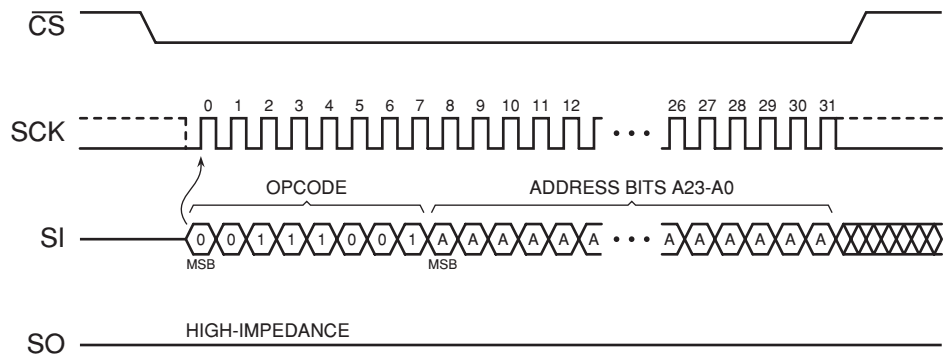 CS
0 1 2 3 4 5 6 7 8 9 10 11 12 26 27 28 29 30 31
SCK
OPCODE ADDRESS BITS A23-A0
SI 0 0 1 1 1 0 0 1 A A A A A A A A A A A A
MSB MSB
HIGH-IMPEDANCE
SO